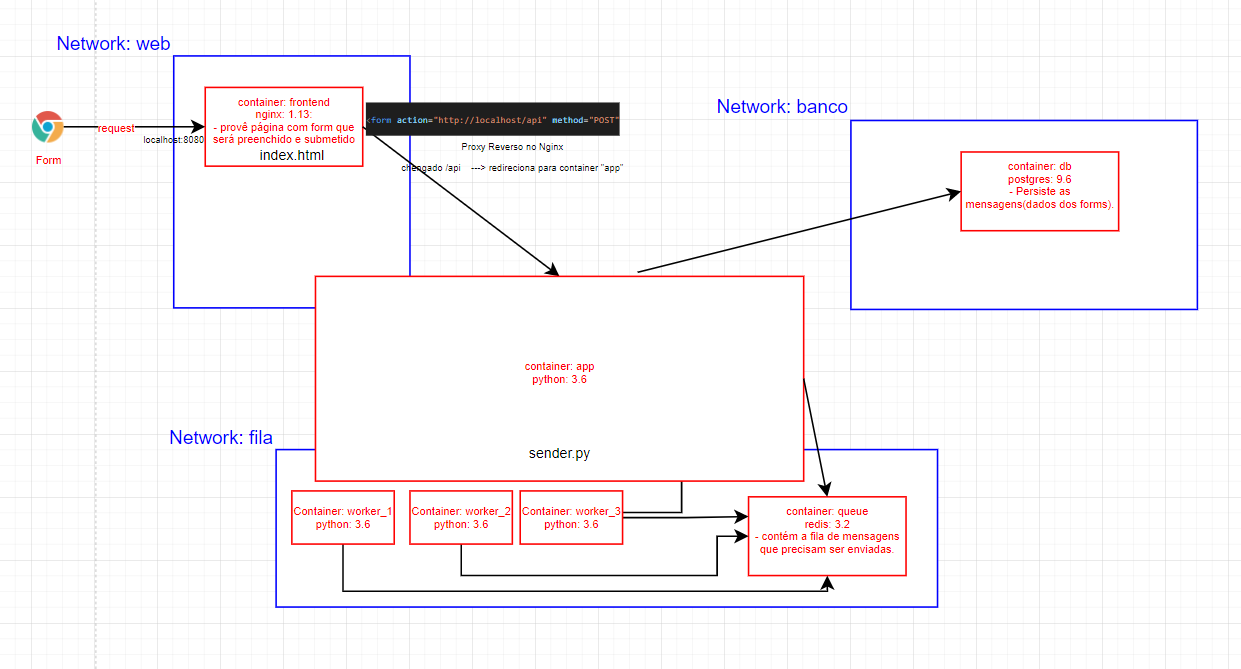 Network: web
container: frontend
nginx: 1.13:
- provê página com form que
será preenchido e submetido
index.html
request
localhost:8080
Form
<form action="http://localhost/api" method="POST"
Proxy Reverso no Nginx
chengado /api ---> redireciona para container "app"
Network: banco
container: db
postgres: 9.6
- Persiste as
mensagens(dados dos forms).
container: app
python: 3.6
sender.py
Network: fila
Container: worker_1
python: 3.6
Container: worker_2
python: 3.6
Container: worker_3
python: 3.6
container: queue
redis: 3.2
- contém a fila de mensagens
que precisam ser enviadas.